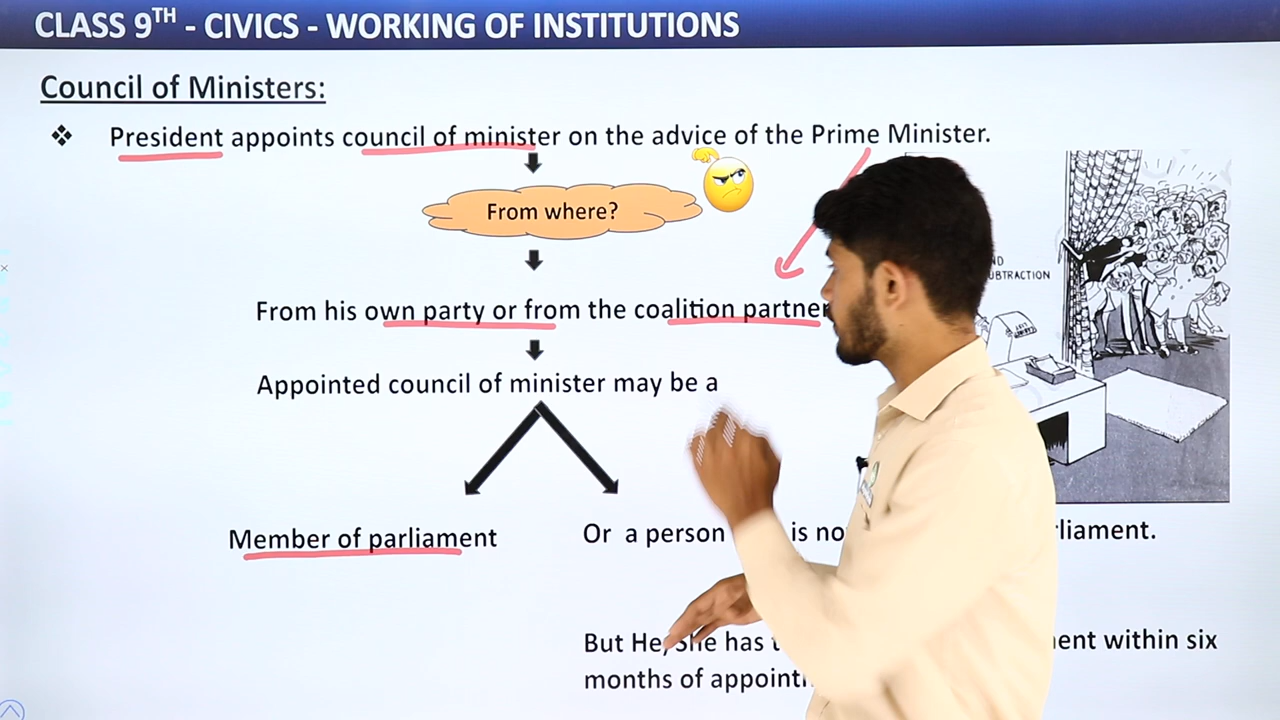 CLASS 9TH - CIVICS - WORKING OF INSTITUTIONS
Council of Ministers:
❖ President appoints council of minister on the advice of the Prime Minister.
From where?
UBTRACTION
From his own party or from the coalition partner
Appointed council of minister may be a
Member of parliament
Or a person is no rliament.
But He/She has ent within six
months of appoint